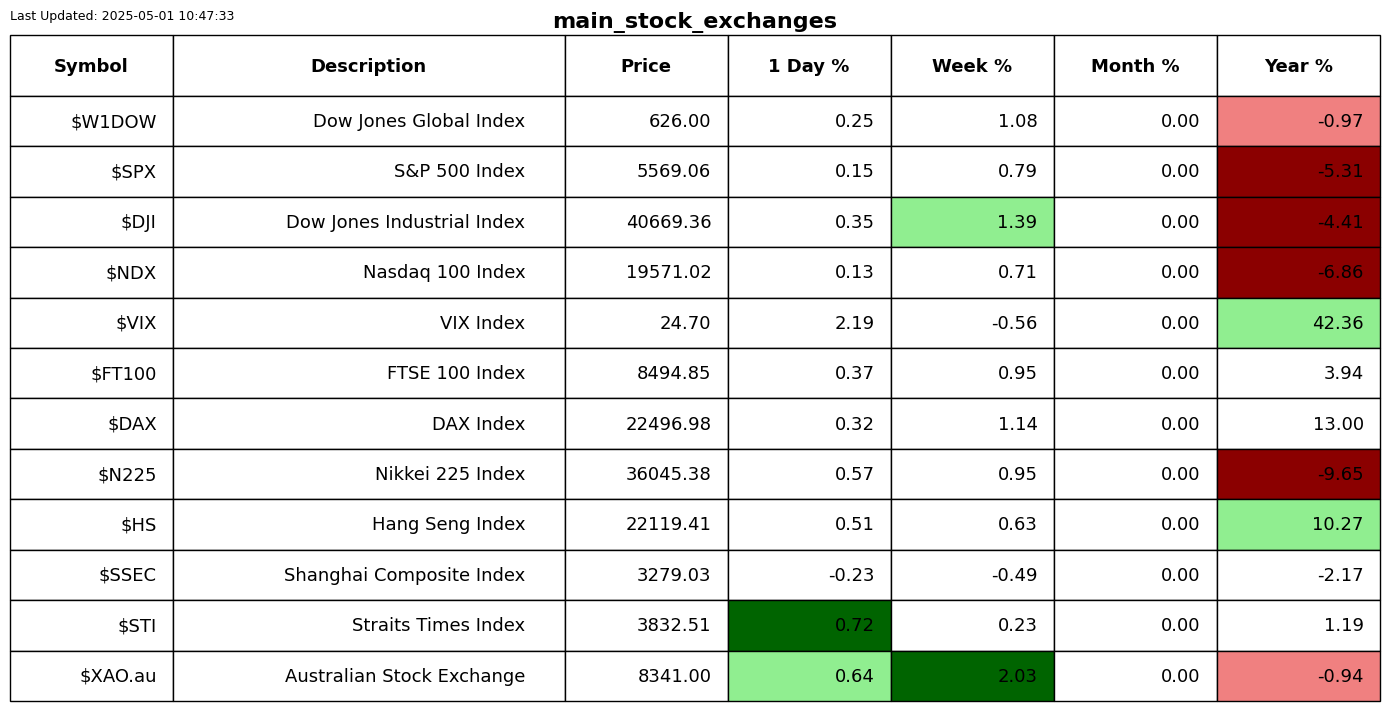 Last Updated: 2025-05-01 10:47:33
main_stock_exchanges
Symbol Description Price 1 Day % Week % Month % Year %
$W1DOW Dow Jones Global Index 626.00 0.25 1.08 0.00 -0.97
$SPX S&P 500 Index 5569.06 0.15 0.79 0.00 -5.31
$DJI Dow Jones Industrial Index 40669.36 0.35 1.39 0.00 -4.41
$NDX Nasdaq 100 Index 19571.02 0.13 0.71 0.00 -6.86
$VIX VIX Index 24.70 2.19 -0.56 0.00 42.36
$FT100 FTSE 100 Index 8494.85 0.37 0.95 0.00 3.94
$DAX DAX Index 22496.98 0.32 1.14 0.00 13.00
$N225 Nikkei 225 Index 36045.38 0.57 0.95 0.00 -9.65
$HS Hang Seng Index 22119.41 0.51 0.63 0.00 10.27
$SSEC Shanghai Composite Index 3279.03 -0.23 -0.49 0.00 -2.17
$STI Straits Times Index 3832.51 0.72 0.23 0.00 1.19
$XAO.au Australian Stock Exchange 8341.00 0.64 2.03 0.00 -0.94